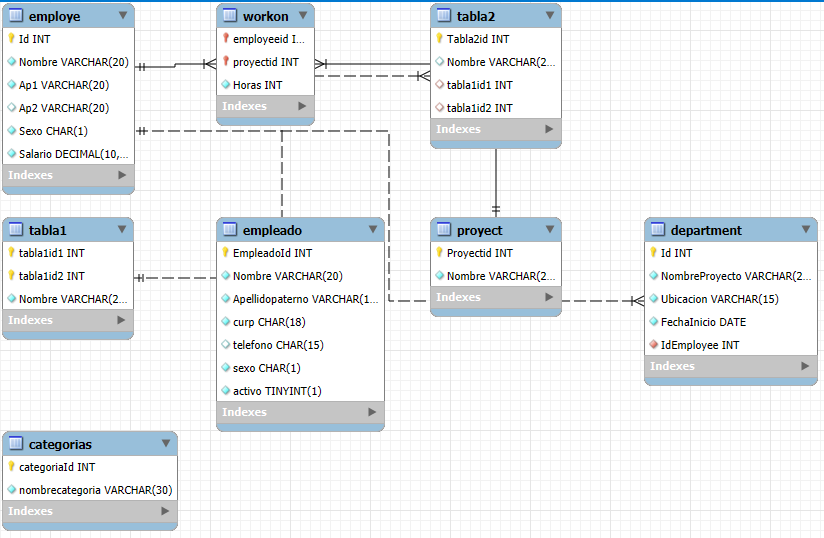 employe
Id INT
Nombre VARCHAR(20)
Ap1 VARCHAR(20)
Ap2 VARCHAR(20)
Sexo CHAR(1)
Salario DECIMAL(10,...
Indexes
workon
employeeid I...
proyectid INT
Horas INT
Indexes
tabla2
Tabla2id INT
Nombre VARCHAR(2...
tabla1id1 INT
tabla1id2 INT
Indexes
tabla1
tabla1id1 INT
tabla1id2 INT
Nombre VARCHAR(2...
Indexes
empleado
EmpleadoId INT
Nombre VARCHAR(20)
Apellidopaterno VARCHAR(1...
curp CHAR(18)
telefono CHAR(15)
sexo CHAR(1)
activo TINYINT(1)
Indexes
proyect
Proyectid INT
Nombre VARCHAR(2...
Indexes
department
Id INT
NombreProyecto VARCHAR(2...
Ubicacion VARCHAR(15)
FechaInicio DATE
IdEmployee INT
Indexes
categorias
categoriaId INT
nombrecategoria VARCHAR(30)
Indexes